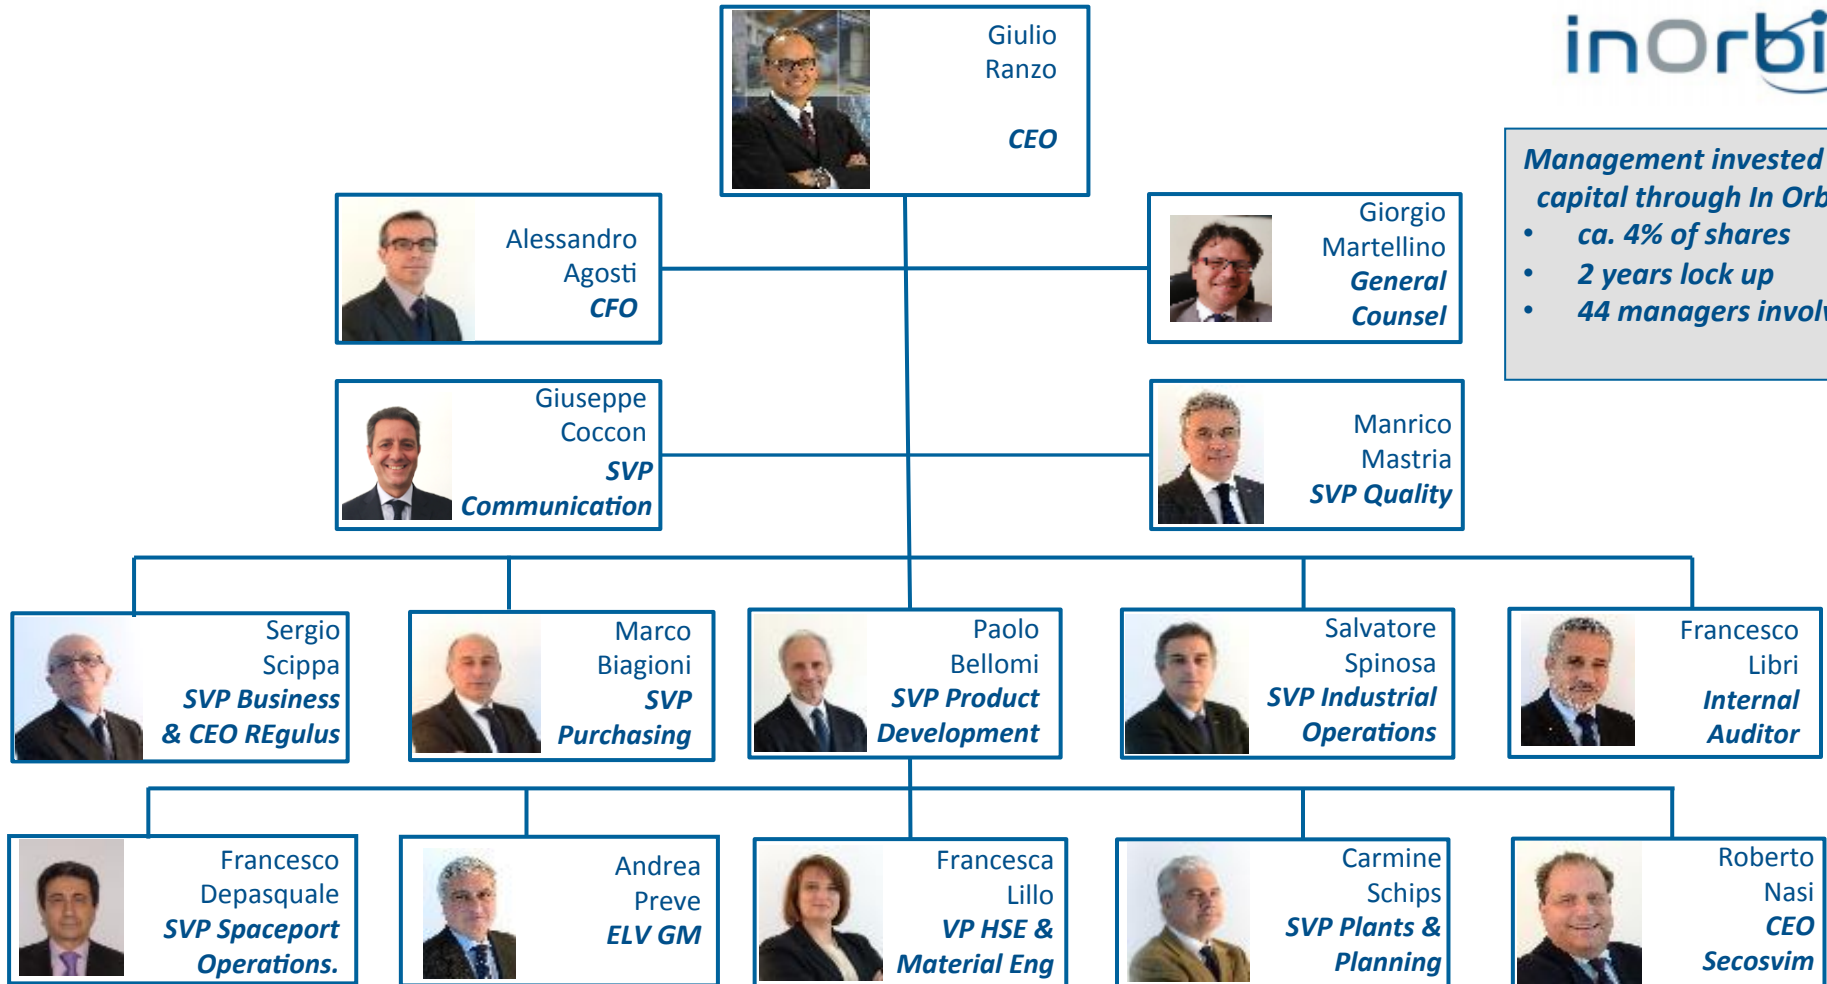 Giulio
Ranzo
CEO
inOrbi
Management invested
capital through In Orb
• ca. 4% of shares
• 2 years lock up
• 44 managers involv
Alessandro
Agosti
CFO
Giorgio
Martellino
General
Counsel
Giuseppe
Coccon
SVP
Communication
Manrico
Mastria
SVP Quality
Sergio
Scippa
SVP Business
& CEO REgulus
Marco
Biagioni
SVP
Purchasing
Paolo
Bellomi
SVP Product
Development
Salvatore
Spinosa
SVP Industrial
Operations
Francesco
Libri
Internal
Auditor
Francesco
Depasquale
SVP Spaceport
Operations.
Andrea
Preve
ELV GM
Francesca
Lillo
VP HSE &
Material Eng
Carmine
Schips
SVP Plants &
Planning
Roberto
Nasi
CEO
Secosvim